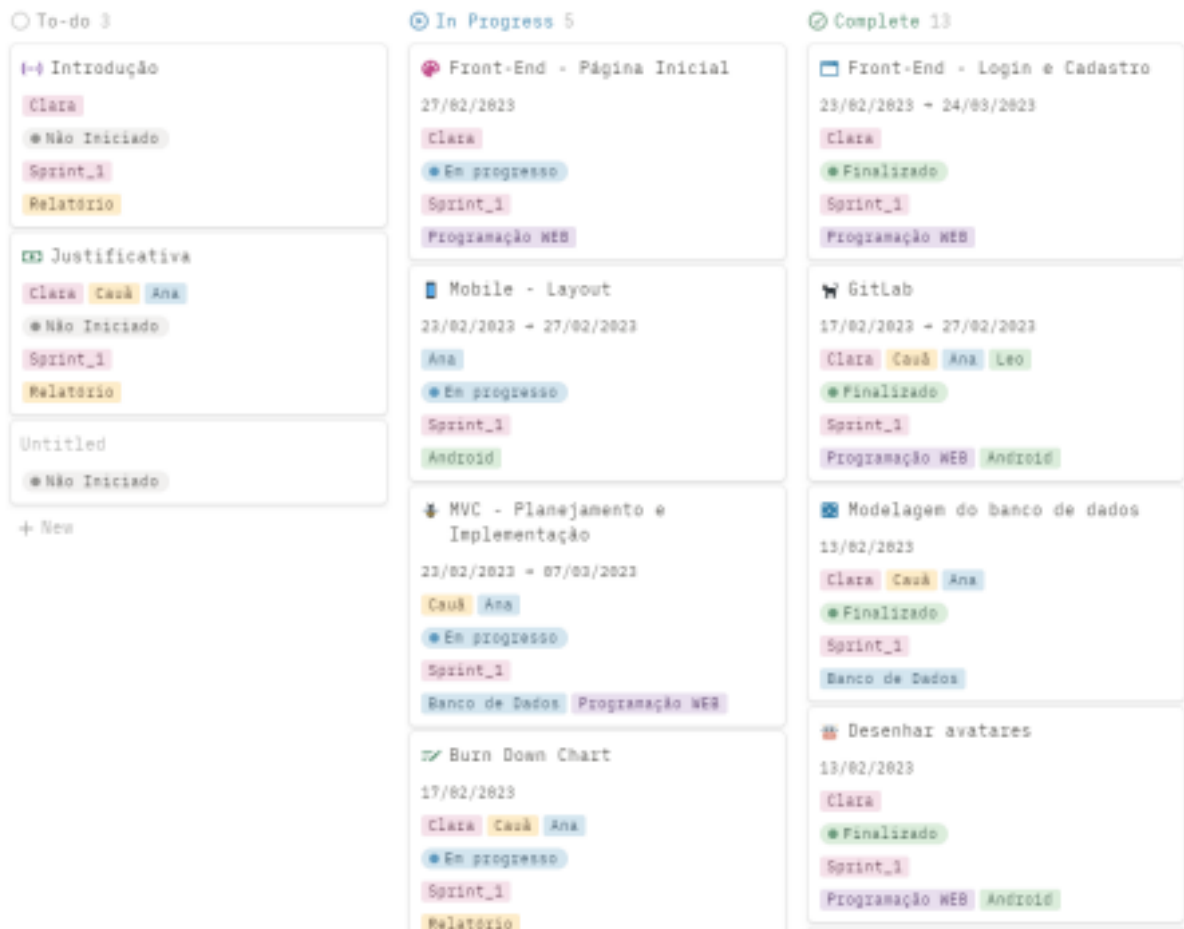 To-do 3
Introdução
Clara
Não Iniciado
Sprint_1
Relatório
Justificativa
Clara Cauã Ana
Não Iniciado
Sprint_1
Relatório
Untitled
Não Iniciado
+ New
In Progress 5
Front-End - Página Inicial
27/02/2023
Clara
Em progresso
Sprint_1
Programação WEB
Mobile - Layout
23/02/2023 → 27/02/2023
Ana
Em progresso
Sprint_1
Android
MVC - Planejamento e
Implementação
23/02/2023 → 07/03/2023
Cauã Ana
Em progresso
Sprint_1
Banco de Dados Programação WEB
Burn Down Chart
17/02/2023
Clara Cauã Ana
Em progresso
Sprint_1
Relatório
Complete 13
Front-End - Login e Cadastro
23/02/2023 → 24/03/2023
Clara
Finalizado
Sprint_1
Programação WEB
GitLab
17/02/2023 → 27/02/2023
Clara Cauã Ana Leo
Finalizado
Sprint_1
Programação WEB Android
Modelagem do banco de dados
13/02/2023
Clara Cauã Ana
Finalizado
Sprint_1
Banco de Dados
Desenhar avatares
13/02/2023
Clara
Finalizado
Sprint_1
Programação WEB Android